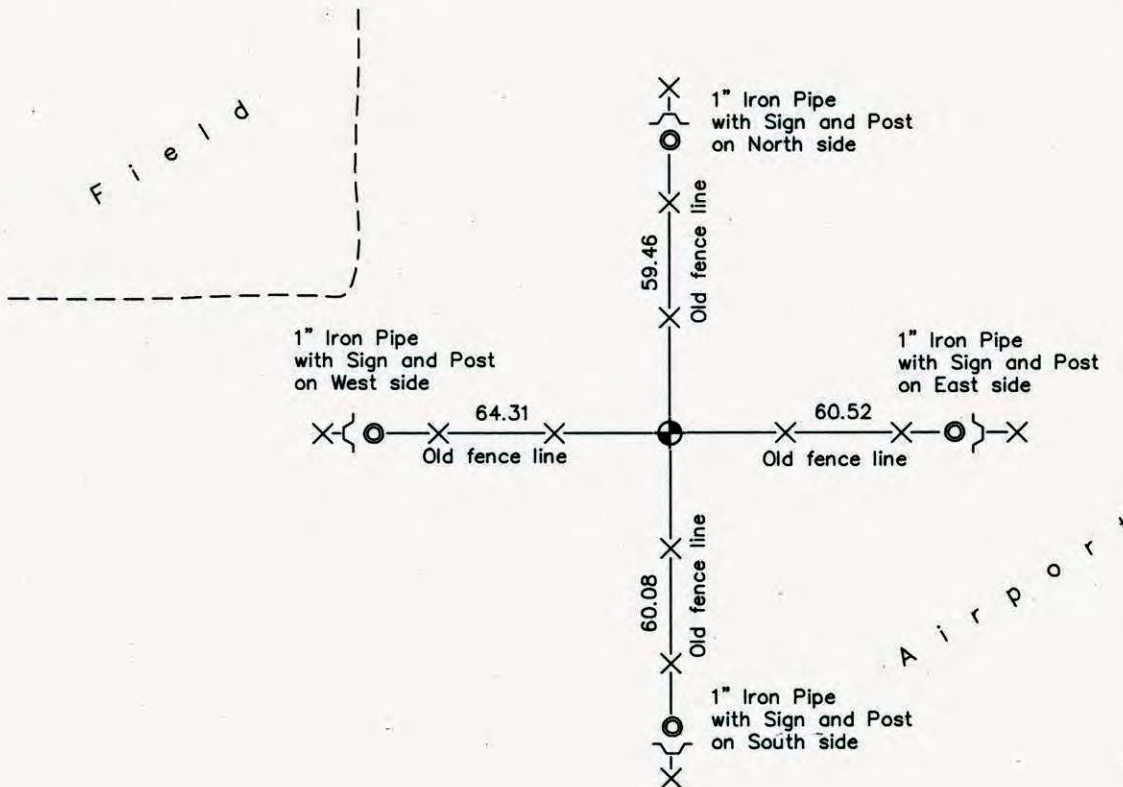 Field
1" Iron Pipe
with Sign and Post
on North side
59.46
Old fence line
1" Iron Pipe
with Sign and Post
on West side
64.31
Old fence line
1" Iron Pipe
with Sign and Post
on East side
60.52
Old fence line
60.08
Old fence line
Airport
1" Iron Pipe
with Sign and Post
on South side